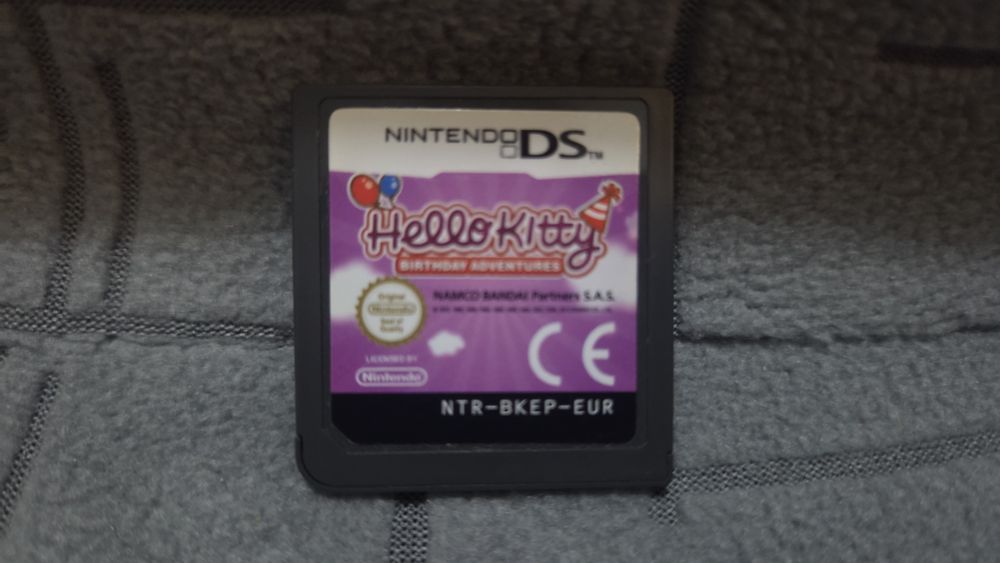 NINTENDO DS™
Hello Kitty
BIRTHDAY ADVENTURES
NAMCO BANDAI Partners S.A.S.
Original
Nintendo
Seal of
Quality
LICENSED BY
Nintendo
CE
NTR-BKEP-EUR